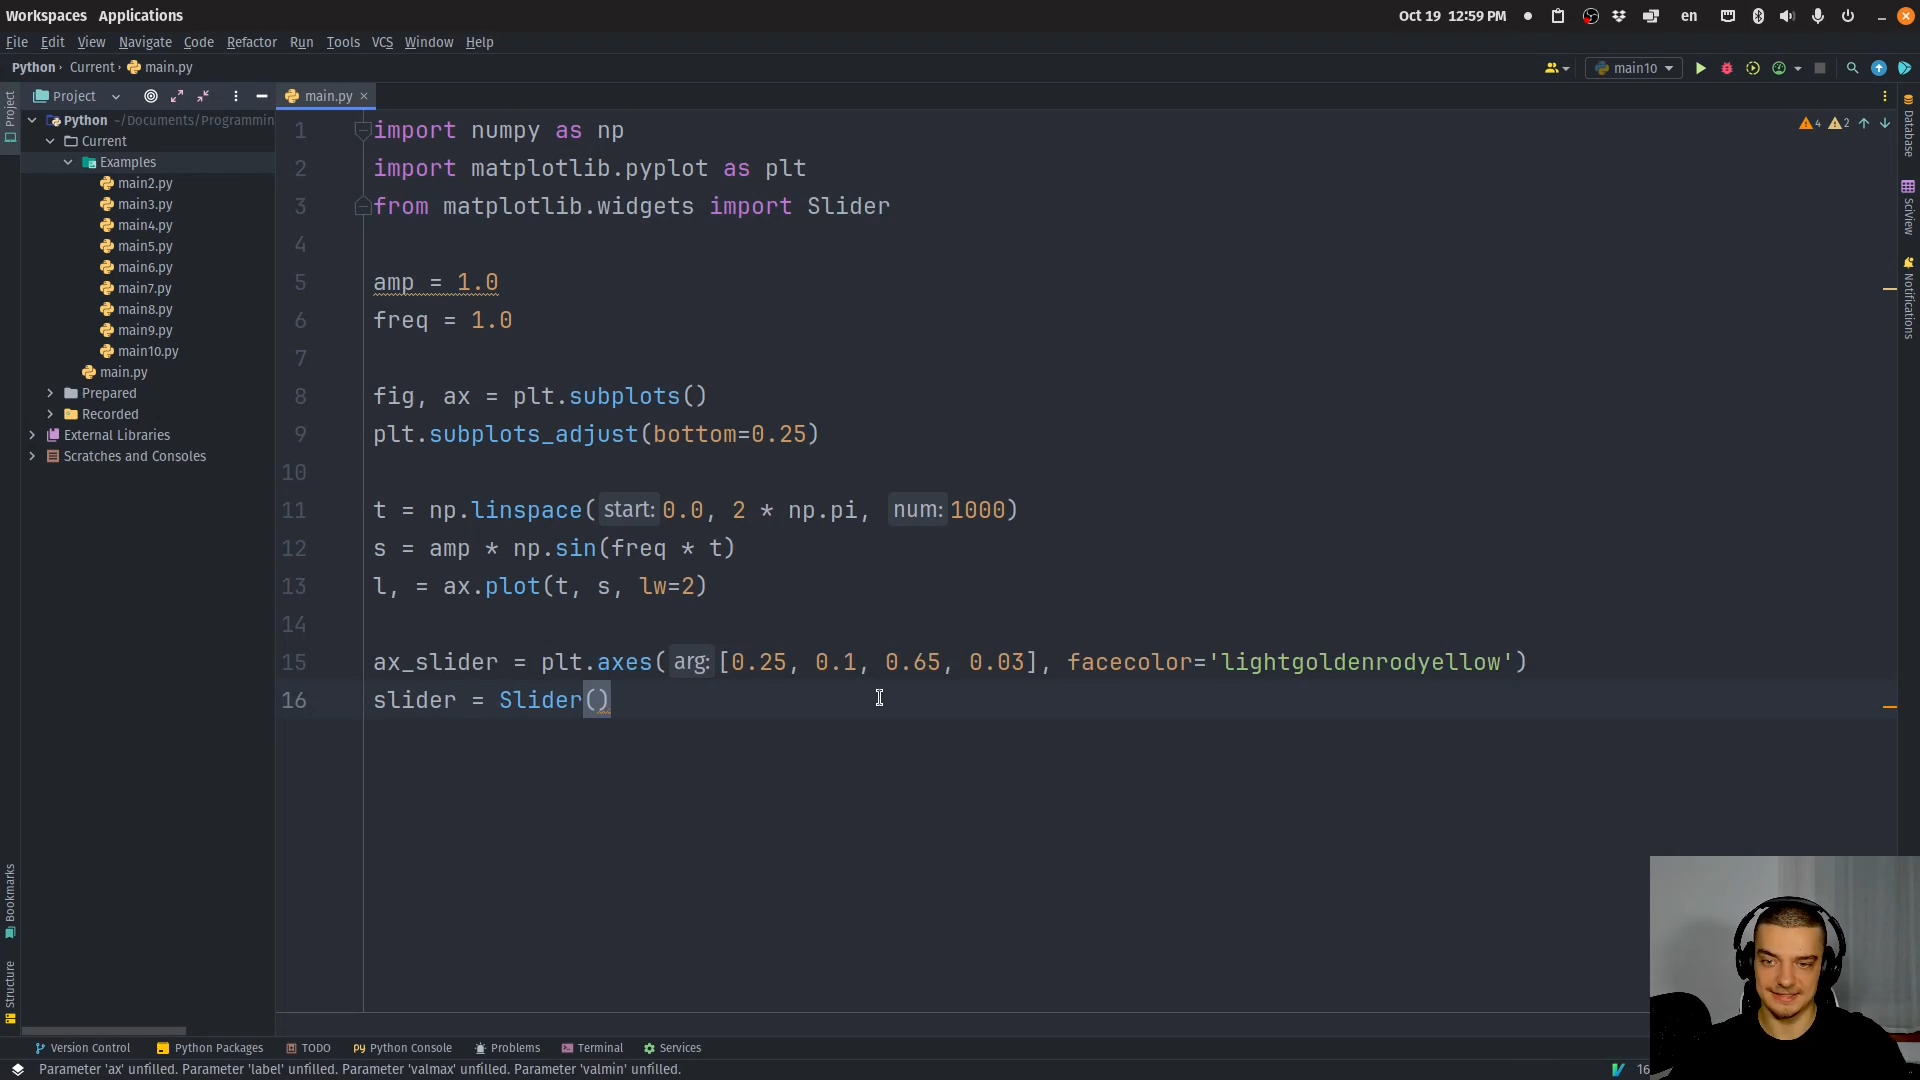 Workspaces Applications
Oct 19 12:59 PM
en
File Edit View Navigate Code Refactor Run Tools VCS Window Help
Python Current main.py
main10
Project
main.py
Python ~/Documents/Programmin
Current
Examples
main2.py
main3.py
main4.py
main5.py
main6.py
main7.py
main8.py
main9.py
main10.py
main.py
Prepared
Recorded
External Libraries
Scratches and Consoles
Project
Bookmarks
Structure
4 2
1 import numpy as np
2 import matplotlib.pyplot as plt
3 from matplotlib.widgets import Slider
4
5 amp = 1.0
6 freq = 1.0
7
8 fig, ax = plt.subplots()
9 plt.subplots_adjust(bottom=0.25)
10
11 t = np.linspace(start: 0.0, 2 * np.pi, num: 1000)
12 s = amp * np.sin(freq * t)
13 l, = ax.plot(t, s, lw=2)
14
15 ax_slider = plt.axes(arg: [0.25, 0.1, 0.65, 0.03], facecolor='lightgoldenrodyellow')
16 slider = Slider()
Database
SciView
Notifications
Version Control Python Packages TODO Python Console Problems Terminal Services
Parameter 'ax' unfilled. Parameter 'label' unfilled. Parameter 'valmax' unfilled. Parameter 'valmin' unfilled.
16